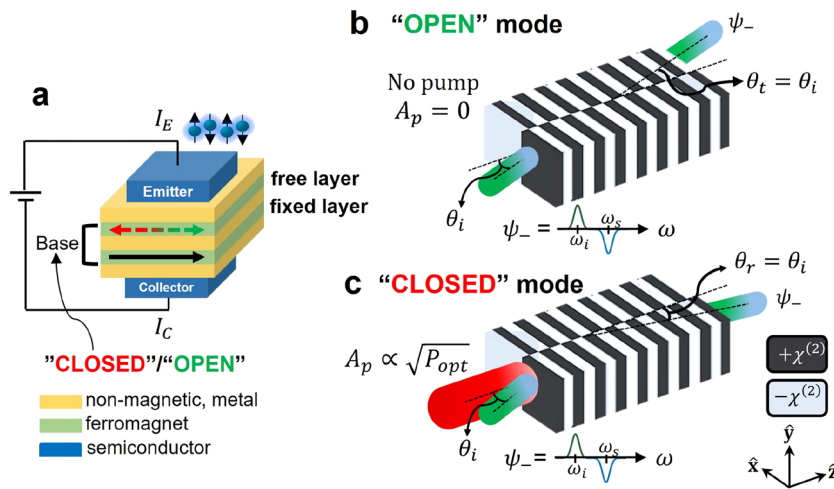 a
I_E
Emitter
free layer
fixed layer
Base
Collector
I_C
"CLOSED"/"OPEN"
non-magnetic, metal
ferromagnet
semiconductor
b "OPEN" mode
ψ_−
No pump
A_p = 0
θ_t = θ_i
θ_i
ψ_− =
ω_i
ω_s
ω
c "CLOSED" mode
θ_r = θ_i
ψ_−
A_p ∝ √P_opt
θ_i
ψ_− =
ω_i
ω_s
ω
+χ^(2)
−χ^(2)
ŷ
x̂
ẑ